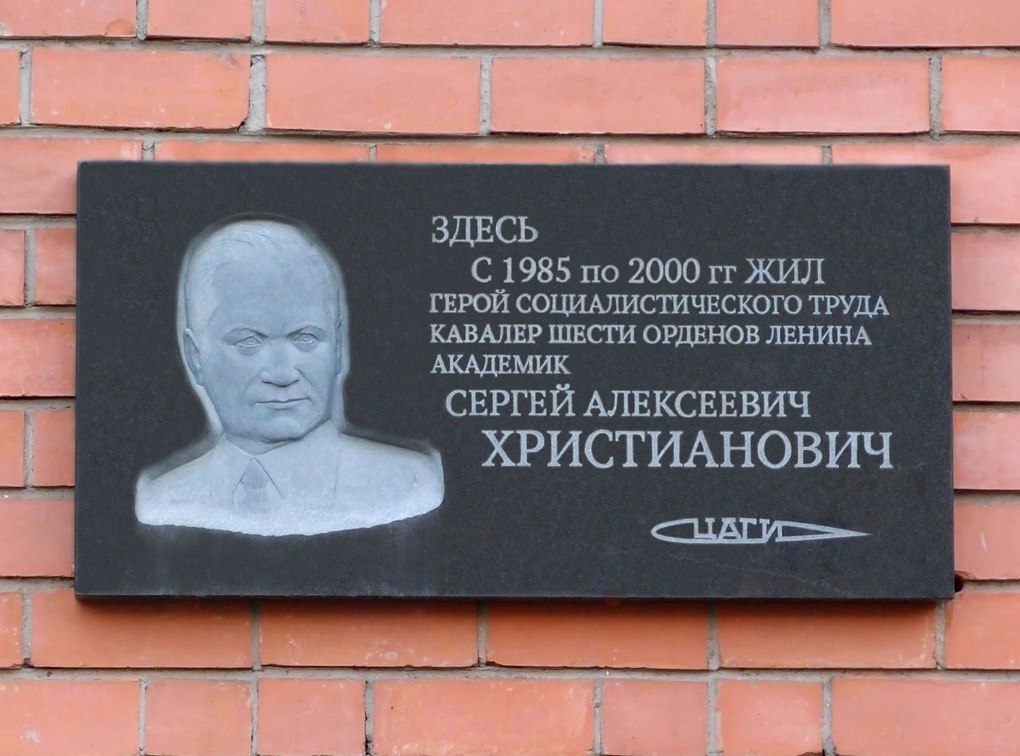 ЗДЕСЬ
С 1985 по 2000 гг ЖИЛ
ГЕРОЙ СОЦИАЛИСТИЧЕСКОГО ТРУДА
КАВАЛЕР ШЕСТИ ОРДЕНОВ ЛЕНИНА
АКАДЕМИК
СЕРГЕЙ АЛЕКСЕЕВИЧ
ХРИСТИАНОВИЧ
ЦАГИ